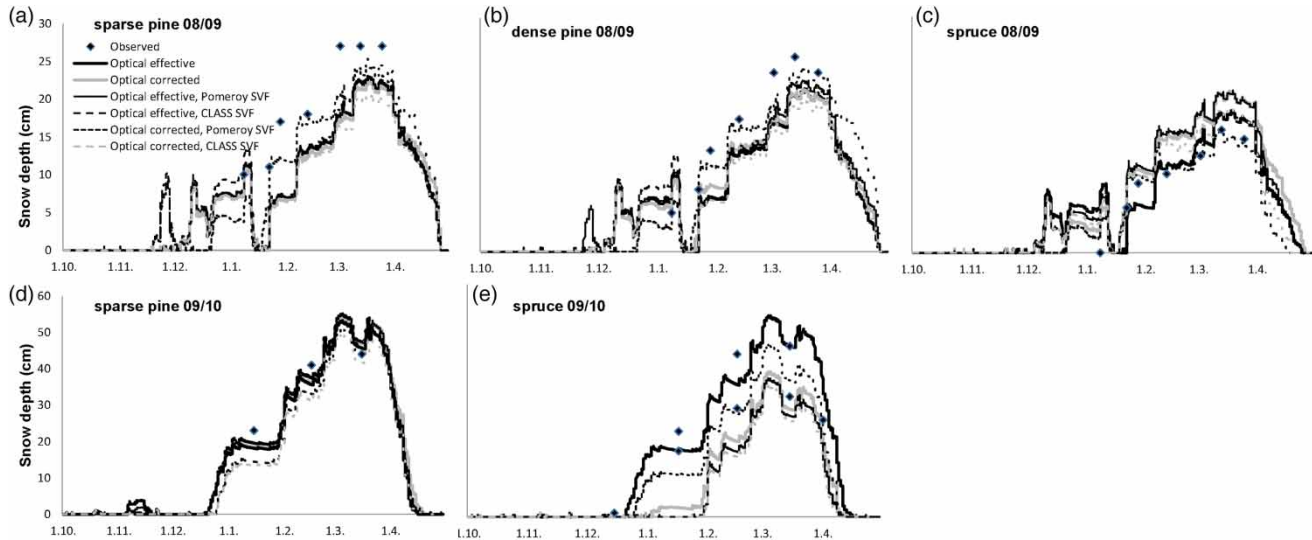 (a)
sparse pine 08/09
30
25
20
15
10
5
0
Snow depth (cm)
Observed
Optical effective
Optical corrected
Optical effective, Pomeroy SVF
Optical effective, CLASS SVF
Optical corrected, Pomeroy SVF
Optical corrected, CLASS SVF
1.10. 1.11. 1.12. 1.1. 1.2. 1.3. 1.4.
(b)
dense pine 08/09
1.10. 1.11. 1.12. 1.1. 1.2. 1.3. 1.4.
(c)
spruce 08/09
1.10. 1.11. 1.12. 1.1. 1.2. 1.3. 1.4.
(d)
sparse pine 09/10
60
50
40
30
20
10
0
Snow depth (cm)
1.10. 1.11. 1.12. 1.1. 1.2. 1.3. 1.4.
(e)
spruce 09/10
1.10. 1.11. 1.12. 1.1. 1.2. 1.3. 1.4.